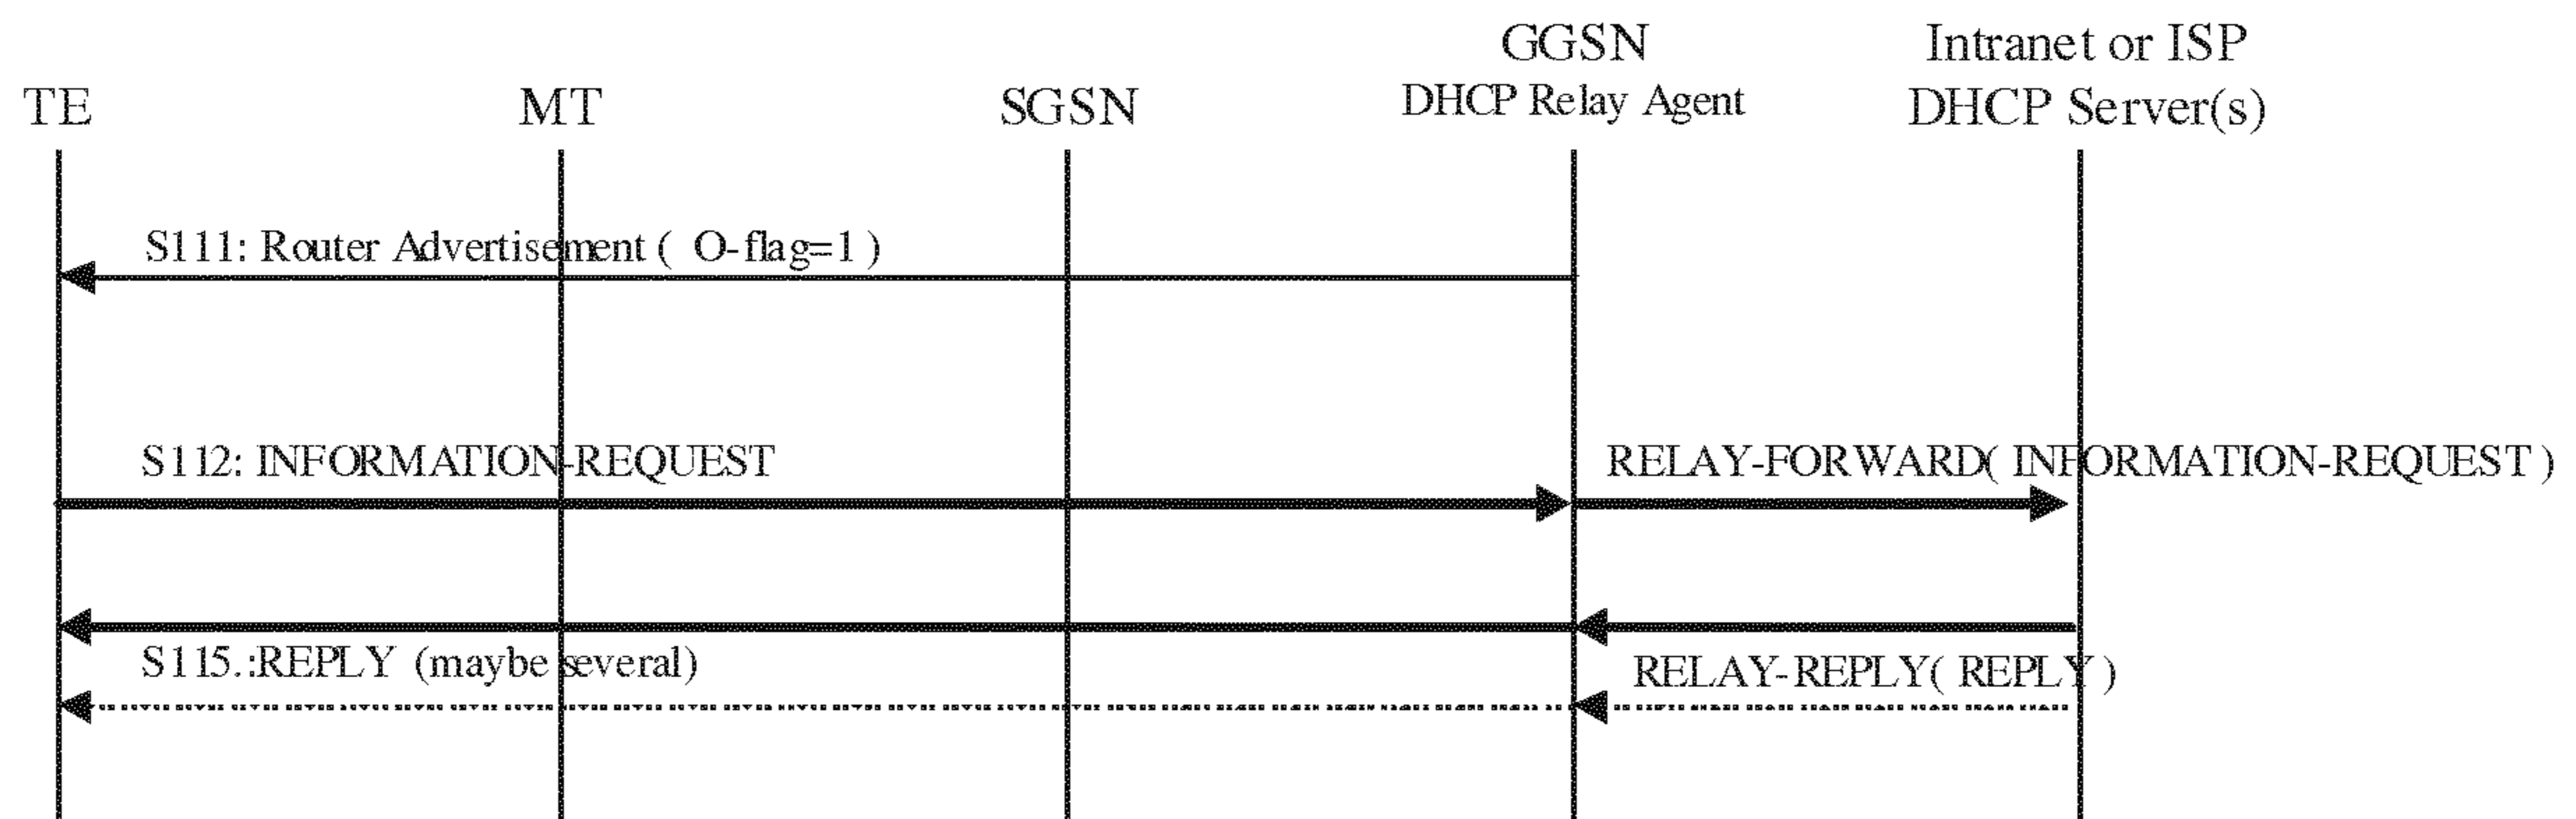 TE
MT
SGSN
GGSN
DHCP Relay Agent
Intranet or ISP
DHCP Server(s)
S111: Router Advertisement ( O-flag=1 )
S112: INFORMATION-REQUEST
RELAY-FORWARD( INFORMATION-REQUEST )
S115.:REPLY (maybe several)
RELAY-REPLY( REPLY )